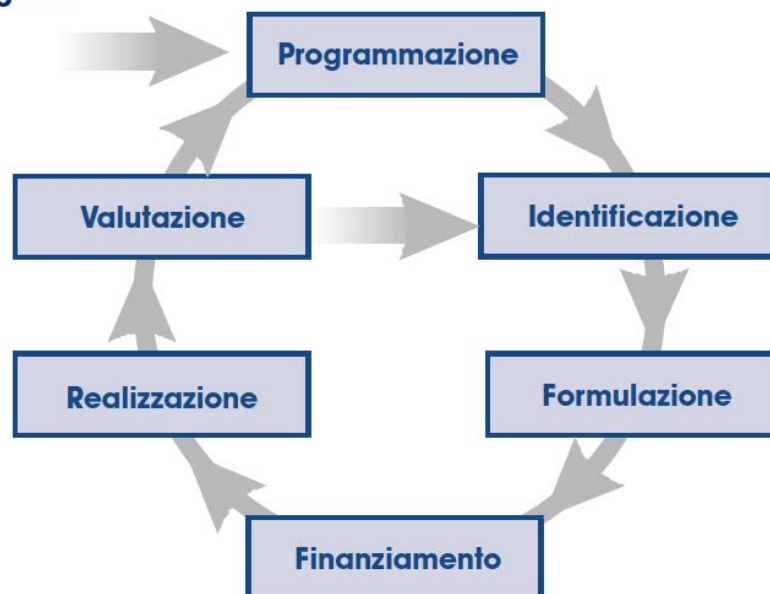 Programmazione
Valutazione
Identificazione
Realizzazione
Formulazione
Finanziamento